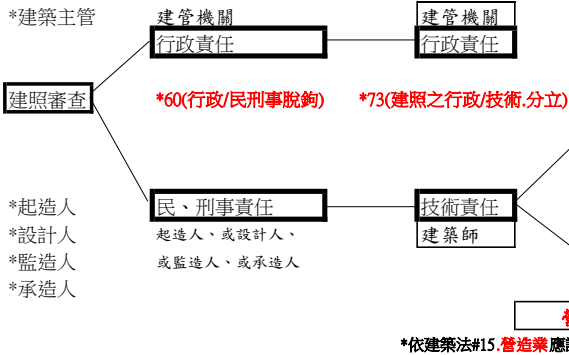 *建築主管
建管機關
建管機關
行政責任
行政責任
建照審查
*60(行政/民刑事脫鉤)
*73(建照之行政/技術.分立)
*起造人
民、刑事責任
技術責任
*設計人
起造人、或設計人、
建築師
*監造人
或監造人、或承造人
*承造人
*依建築法#15.營造業應